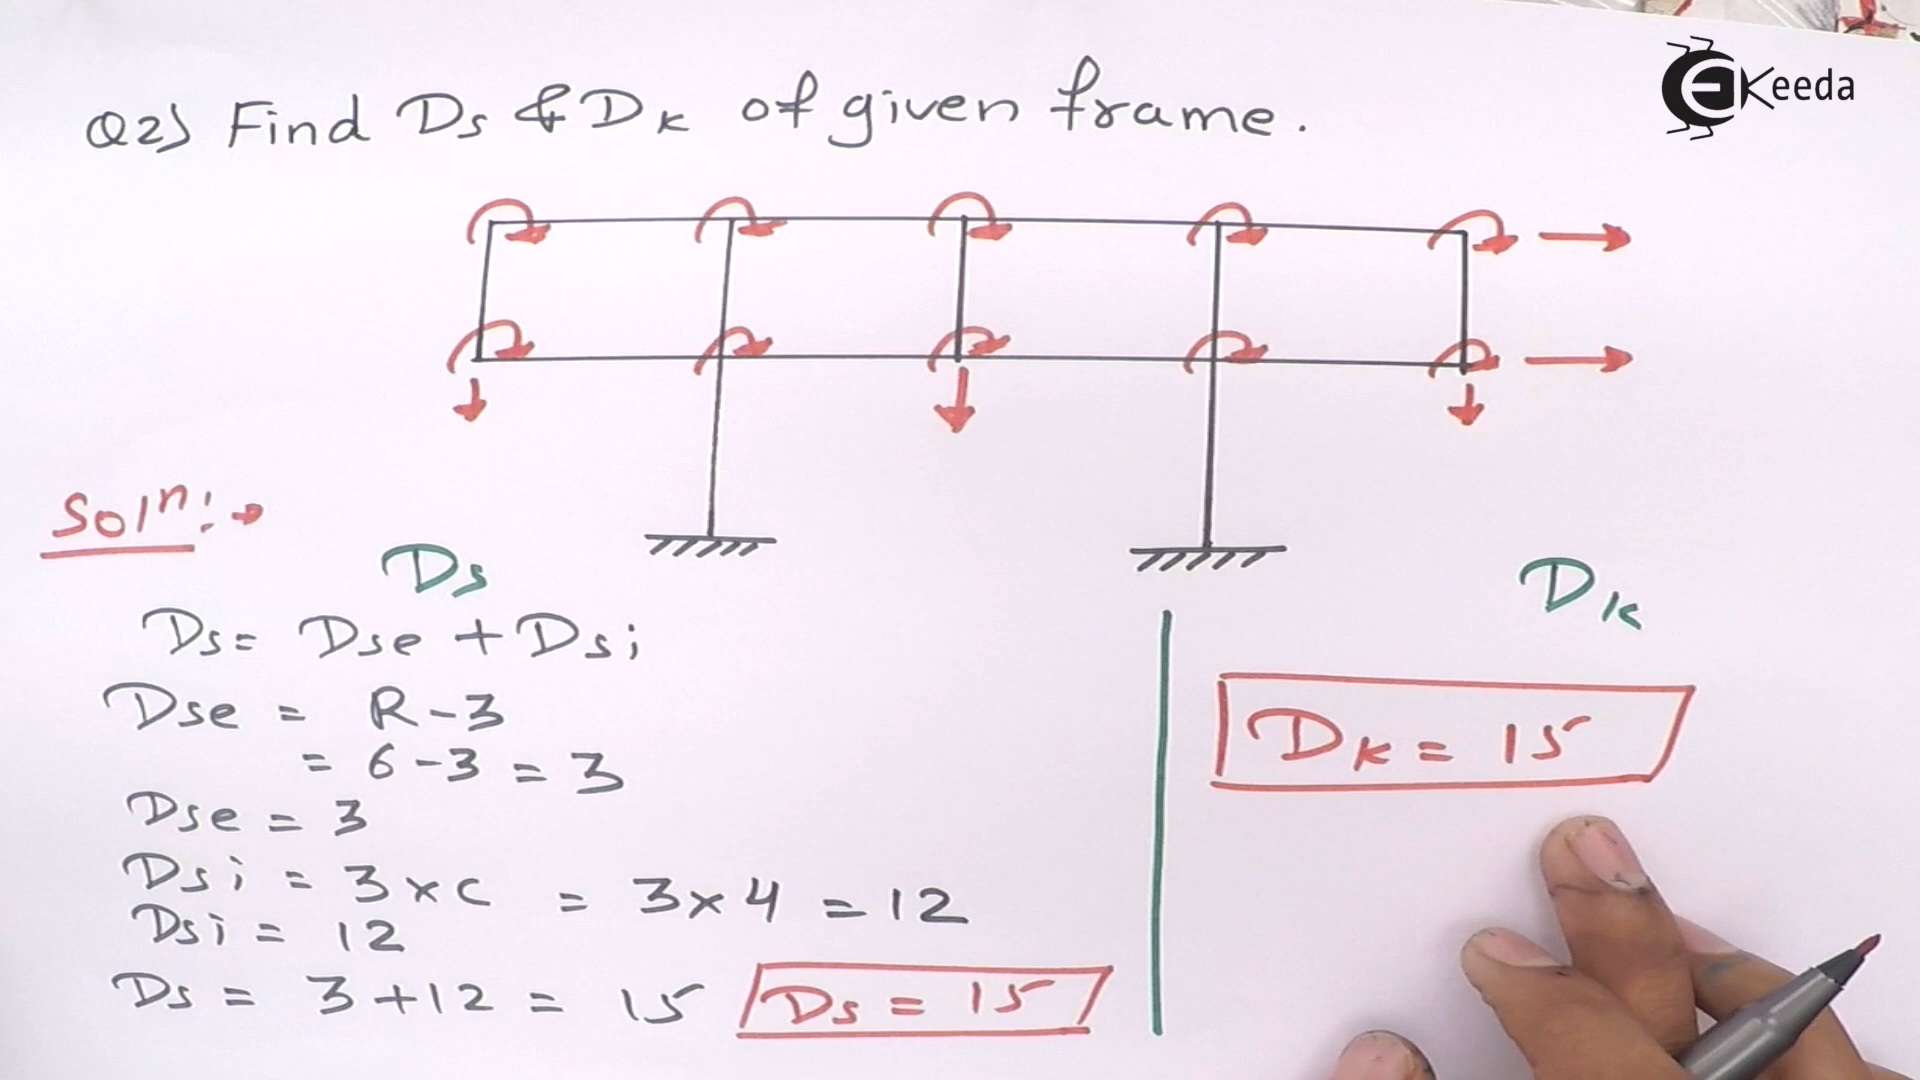 Keeda
Q2) Find Ds & DK of given frame.
Solⁿ:→
Ds
Ds = Dse + Dsi
Dse = R - 3
= 6 - 3 = 3
Dse = 3
Dsi = 3 x c = 3 x 4 = 12
Dsi = 12
Ds = 3 + 12 = 15 Ds = 15
DK
DK = 15